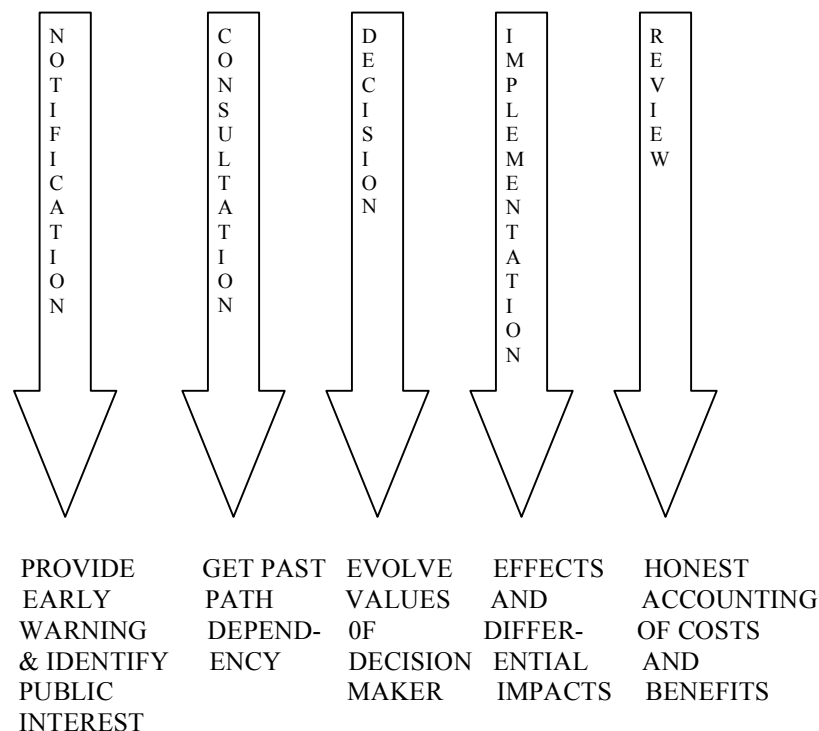 NOTIFICATION
CONSULTATION
DECISION
IMPLEMENTATION
REVIEW
PROVIDE
EARLY
WARNING
& IDENTIFY
PUBLIC
INTEREST
GET PAST
PATH
DEPEND-
ENCY
EVOLVE
VALUES
0F
DECISION
MAKER
EFFECTS
AND
DIFFER-
ENTIAL
IMPACTS
HONEST
ACCOUNTING
OF COSTS
AND
BENEFITS